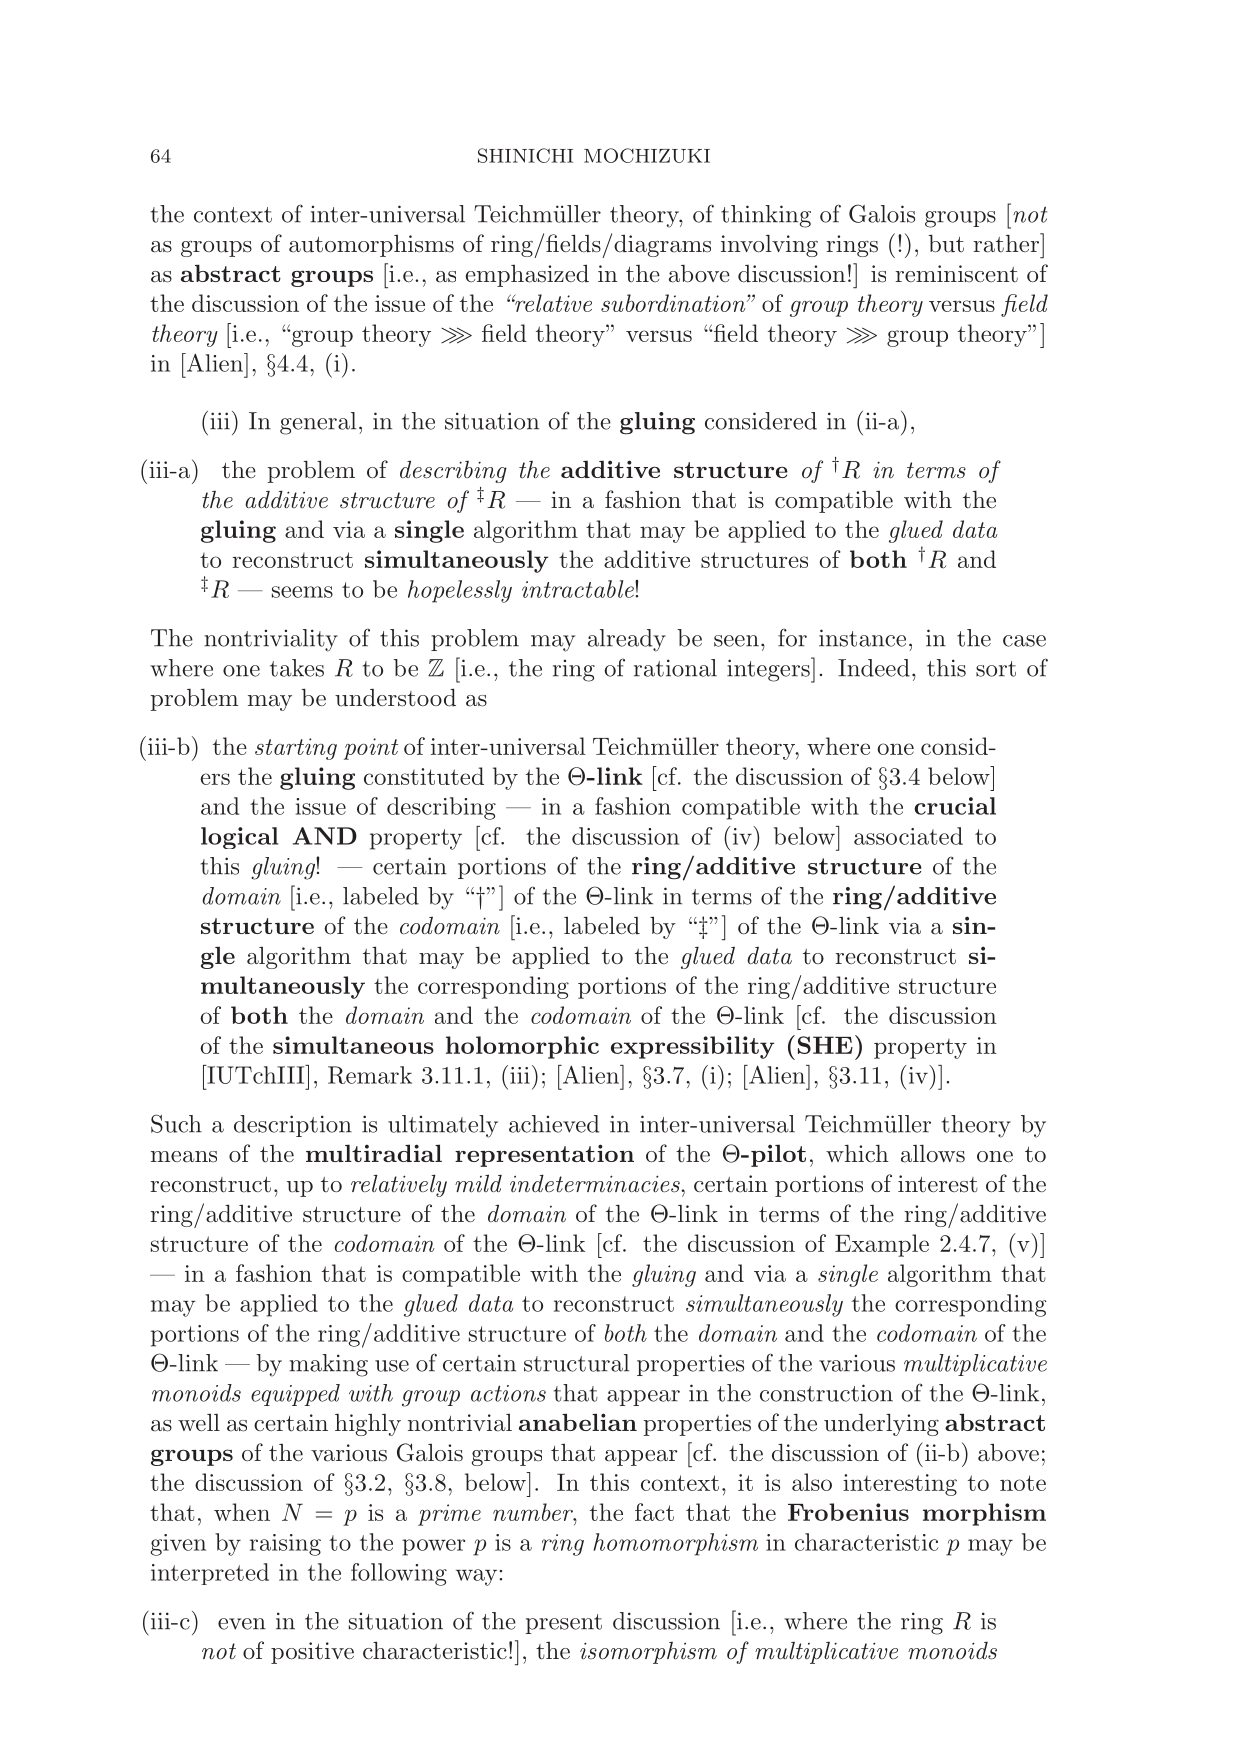 64
SHINICHI MOCHIZUKI
the context of inter-universal Teichmüller theory, of thinking of Galois groups [not
as groups of automorphisms of ring/fields/diagrams involving rings (!), but rather]
as abstract groups [i.e., as emphasized in the above discussion!] is reminiscent of
the discussion of the issue of the “relative subordination” of group theory versus field
theory [i.e., “group theory ⋙ field theory” versus “field theory ⋙ group theory”]
in [Alien], §4.4, (i).
(iii) In general, in the situation of the gluing considered in (ii-a),
(iii-a) the problem of describing the additive structure of †R in terms of
the additive structure of ‡R — in a fashion that is compatible with the
gluing and via a single algorithm that may be applied to the glued data
to reconstruct simultaneously the additive structures of both †R and
‡R — seems to be hopelessly intractable!
The nontriviality of this problem may already be seen, for instance, in the case
where one takes R to be ℤ [i.e., the ring of rational integers]. Indeed, this sort of
problem may be understood as
(iii-b) the starting point of inter-universal Teichmüller theory, where one consid-
ers the gluing constituted by the Θ-link [cf. the discussion of §3.4 below]
and the issue of describing — in a fashion compatible with the crucial
logical AND property [cf. the discussion of (iv) below] associated to
this gluing! — certain portions of the ring/additive structure of the
domain [i.e., labeled by “†”] of the Θ-link in terms of the ring/additive
structure of the codomain [i.e., labeled by “‡”] of the Θ-link via a sin-
gle algorithm that may be applied to the glued data to reconstruct si-
multaneously the corresponding portions of the ring/additive structure
of both the domain and the codomain of the Θ-link [cf. the discussion
of the simultaneous holomorphic expressibility (SHE) property in
[IUTchIII], Remark 3.11.1, (iii); [Alien], §3.7, (i); [Alien], §3.11, (iv)].
Such a description is ultimately achieved in inter-universal Teichmüller theory by
means of the multiradial representation of the Θ-pilot, which allows one to
reconstruct, up to relatively mild indeterminacies, certain portions of interest of the
ring/additive structure of the domain of the Θ-link in terms of the ring/additive
structure of the codomain of the Θ-link [cf. the discussion of Example 2.4.7, (v)]
— in a fashion that is compatible with the gluing and via a single algorithm that
may be applied to the glued data to reconstruct simultaneously the corresponding
portions of the ring/additive structure of both the domain and the codomain of the
Θ-link — by making use of certain structural properties of the various multiplicative
monoids equipped with group actions that appear in the construction of the Θ-link,
as well as certain highly nontrivial anabelian properties of the underlying abstract
groups of the various Galois groups that appear [cf. the discussion of (ii-b) above;
the discussion of §3.2, §3.8, below]. In this context, it is also interesting to note
that, when N = p is a prime number, the fact that the Frobenius morphism
given by raising to the power p is a ring homomorphism in characteristic p may be
interpreted in the following way:
(iii-c) even in the situation of the present discussion [i.e., where the ring R is
not of positive characteristic!], the isomorphism of multiplicative monoids